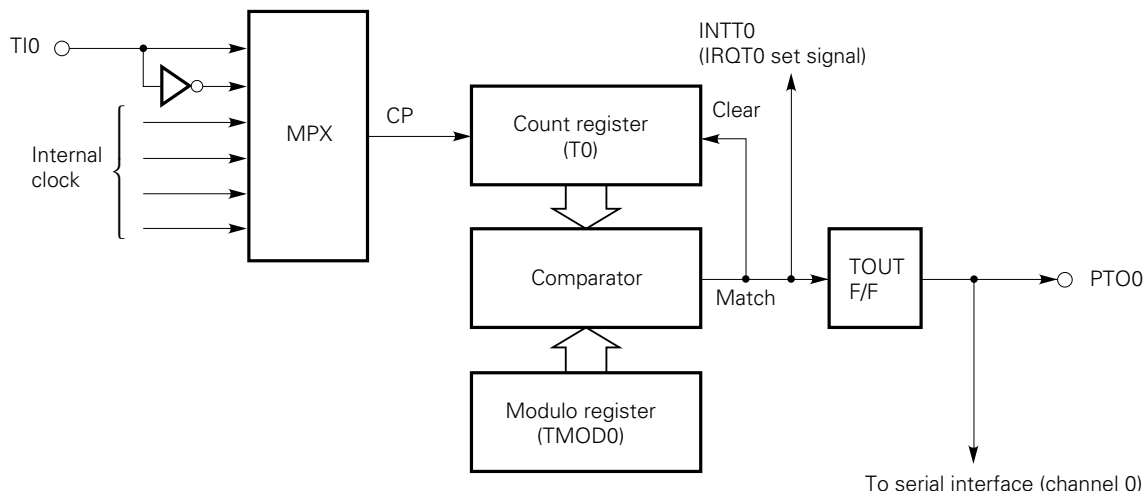 TI0
Internal
clock
MPX
CP
Count register
(T0)
Clear
INTT0
(IRQT0 set signal)
Comparator
Match
TOUT
F/F
PTO0
Modulo register
(TMOD0)
To serial interface (channel 0)